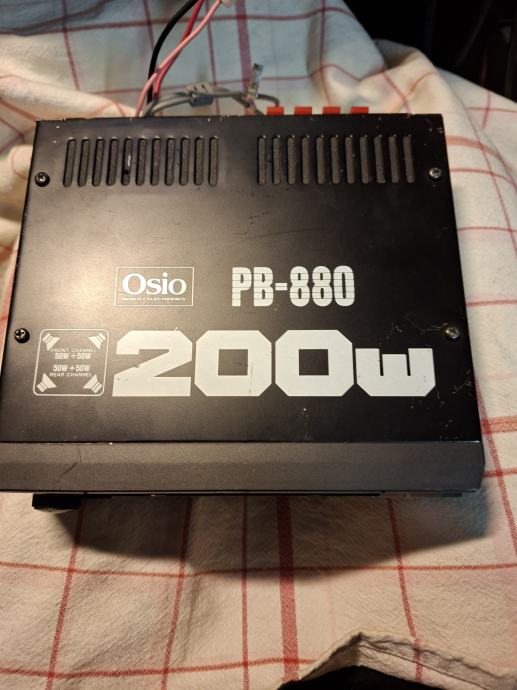 Osio
PB-880
FRONT CHANNEL
50W + 50W
50W + 50W
REAR CHANNEL
200W